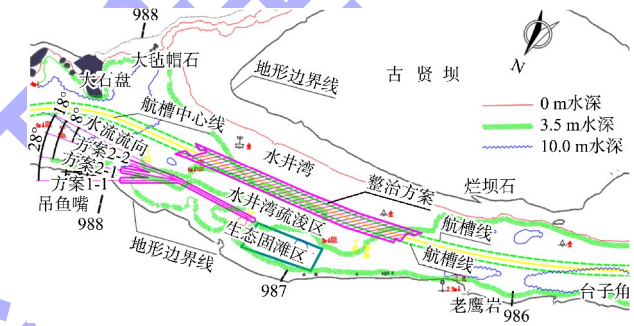 988
大毡帽石
大石盘
地形边界线
古贤坝
N
0 m水深
3.5 m水深
10.0 m水深
航槽中心线
18°
8°
28°
水流流向
方案2-2
方案2-1
方案1-1
吊鱼嘴
988
水井湾
整治方案
烂坝石
水井湾疏浚区
生态固滩区
航槽线
航槽线
地形边界线
987
老鹰岩
986
台子角